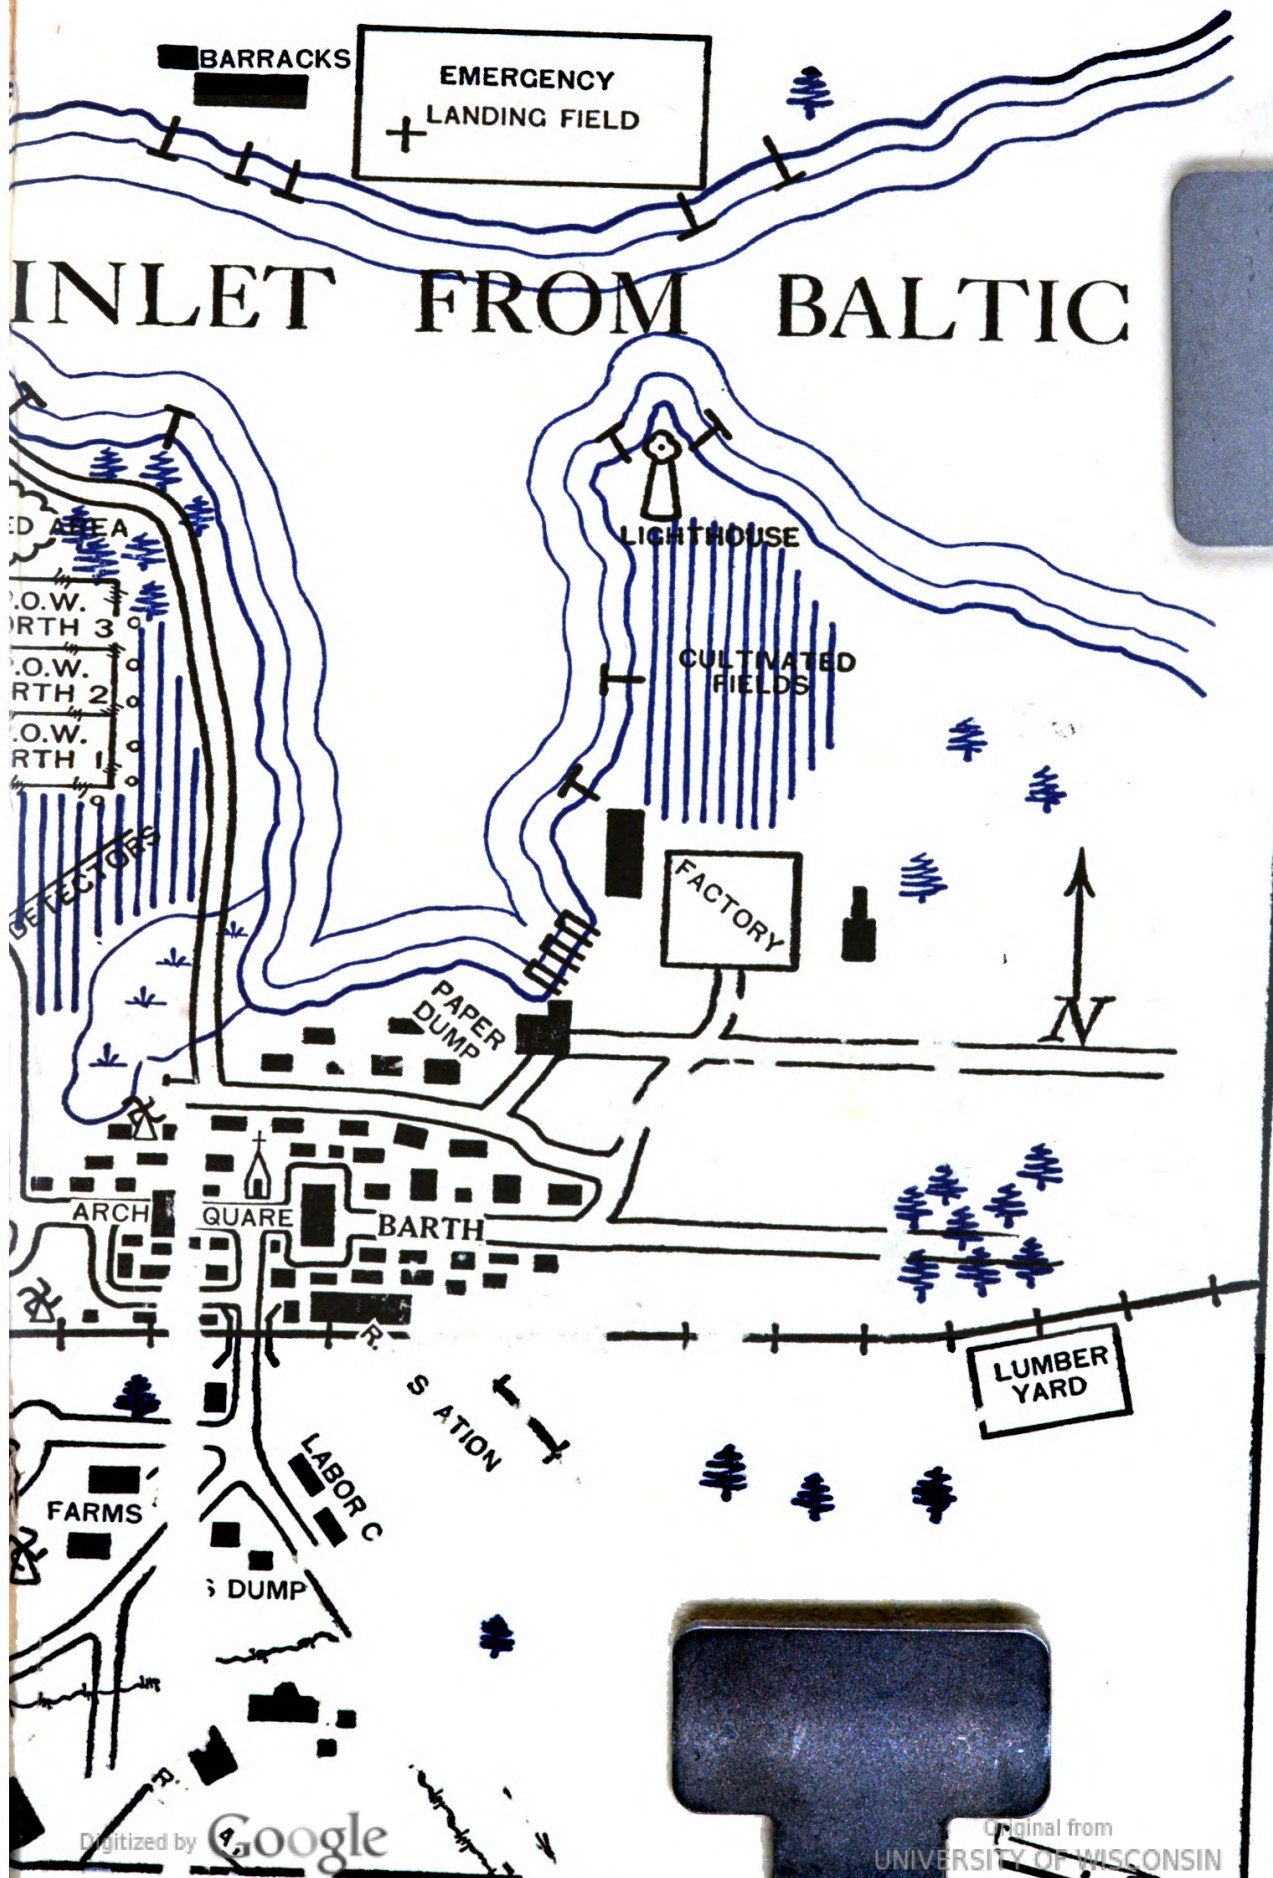 BARRACKS
EMERGENCY
LANDING FIELD
INLET FROM BALTIC
LIGHTHOUSE
ED AREA
P.O.W.
ORTH 3
.O.W.
RTH 2
.O.W.
RTH 1
CULTIVATED
FIELDS
DETECTORS
FACTORY
PAPER
DUMP
N
ARCH
QUARE
BARTH
R.
S ATION
LUMBER
YARD
LABOR C
FARMS
S DUMP
R.
A.
Digitized by Google
Original from
UNIVERSITY OF WISCONSIN